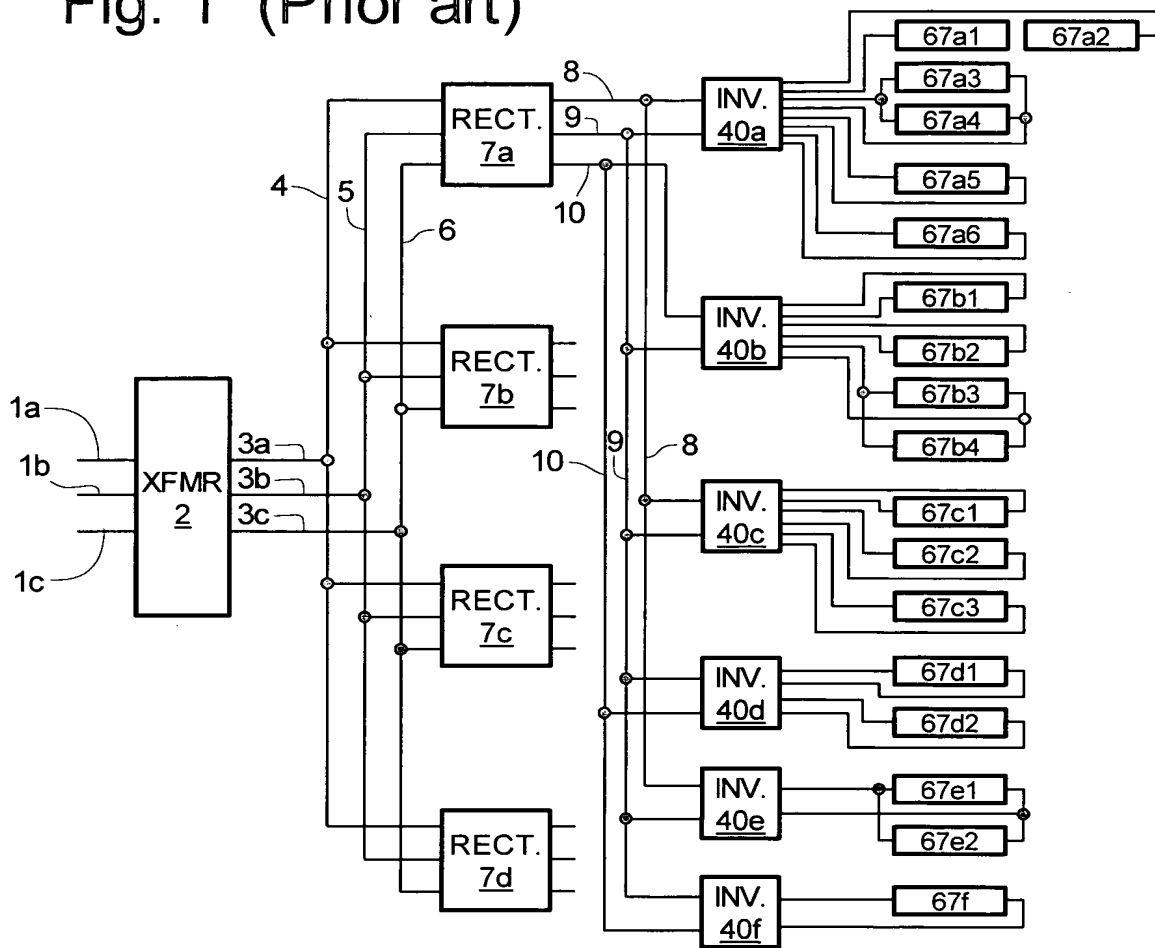 Fig. 1 (Prior art)
67a1
67a2
8
67a3
RECT.
7a
9
INV.
40a
67a4
4
5
6
10
67a5
67a6
INV.
40b
67b1
67b2
RECT.
7b
67b3
67b4
1a
1b
1c
XFMR
2
3a
3b
3c
10
9
8
INV.
40c
67c1
67c2
67c3
RECT.
7c
INV.
40d
67d1
67d2
INV.
40e
67e1
67e2
RECT.
7d
INV.
40f
67f